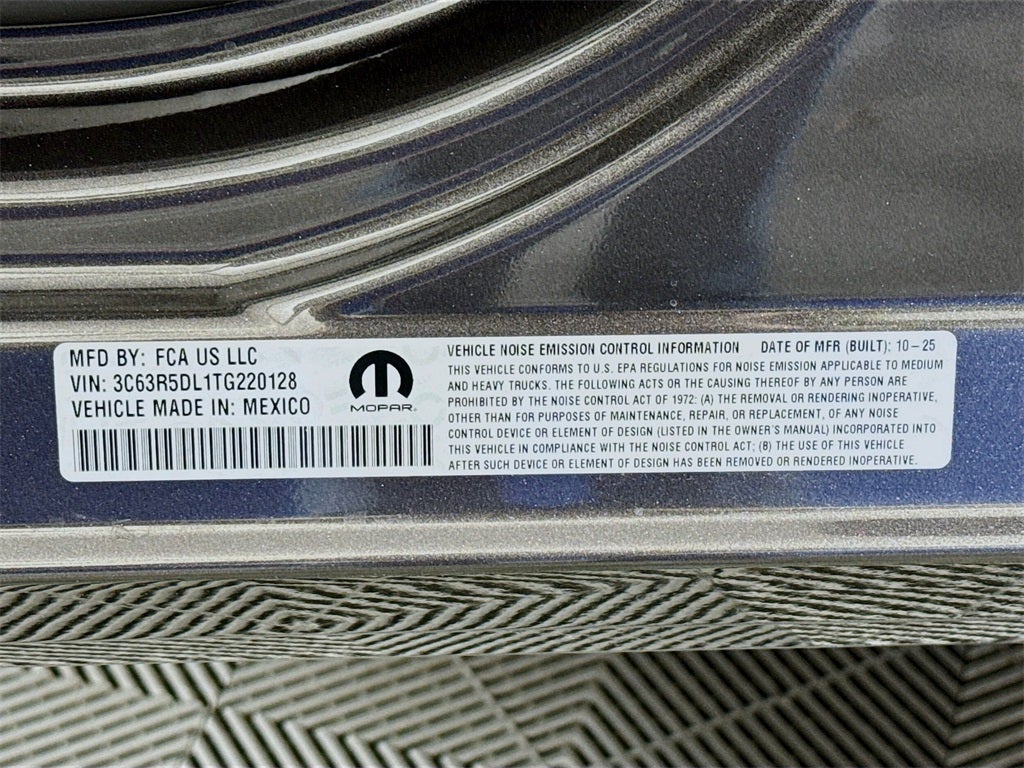 MFD BY: FCA US LLC
VIN: 3C63R5DL1TG220128
VEHICLE MADE IN: MEXICO
MOPAR
VEHICLE NOISE EMISSION CONTROL INFORMATION DATE OF MFR (BUILT): 10-25
THIS VEHICLE CONFORMS TO U.S. EPA REGULATIONS FOR NOISE EMISSION APPLICABLE TO MEDIUM
AND HEAVY TRUCKS. THE FOLLOWING ACTS OR THE CAUSING THEREOF BY ANY PERSON ARE
PROHIBITED BY THE NOISE CONTROL ACT OF 1972: (A) THE REMOVAL OR RENDERING INOPERATIVE,
OTHER THAN FOR PURPOSES OF MAINTENANCE, REPAIR, OR REPLACEMENT, OF ANY NOISE
CONTROL DEVICE OR ELEMENT OF DESIGN (LISTED IN THE OWNER'S MANUAL) INCORPORATED INTO
THIS VEHICLE IN COMPLIANCE WITH THE NOISE CONTROL ACT; (B) THE USE OF THIS VEHICLE
AFTER SUCH DEVICE OR ELEMENT OF DESIGN HAS BEEN REMOVED OR RENDERED INOPERATIVE.